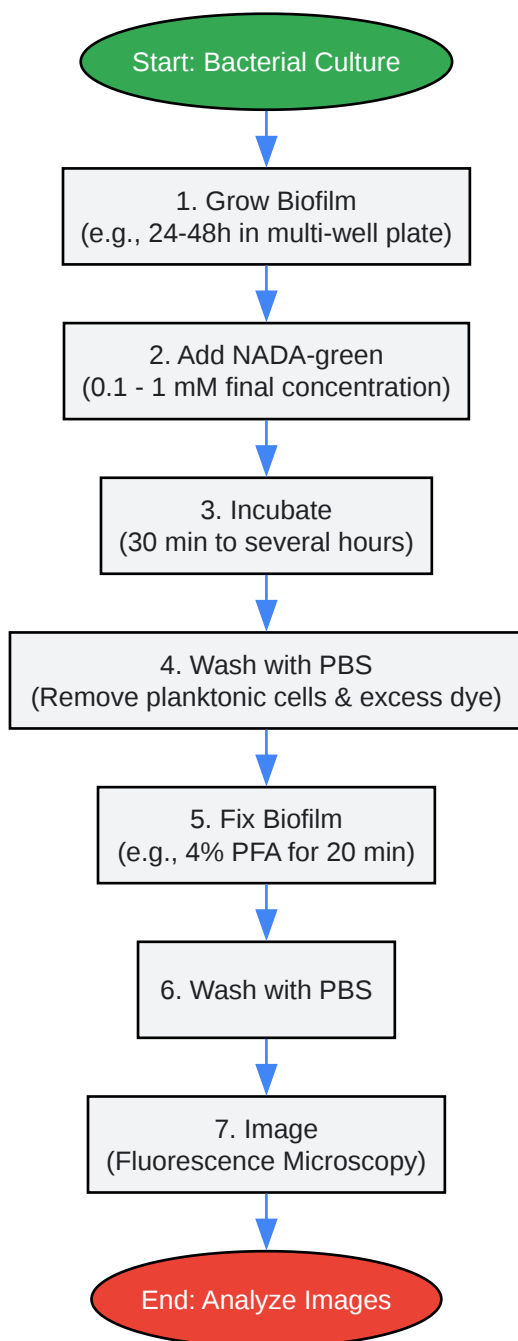 Start: Bacterial Culture
1. Grow Biofilm
(e.g., 24-48h in multi-well plate)
2. Add NADA-green
(0.1 - 1 mM final concentration)
3. Incubate
(30 min to several hours)
4. Wash with PBS
(Remove planktonic cells & excess dye)
5. Fix Biofilm
(e.g., 4% PFA for 20 min)
6. Wash with PBS
7. Image
(Fluorescence Microscopy)
End: Analyze Images